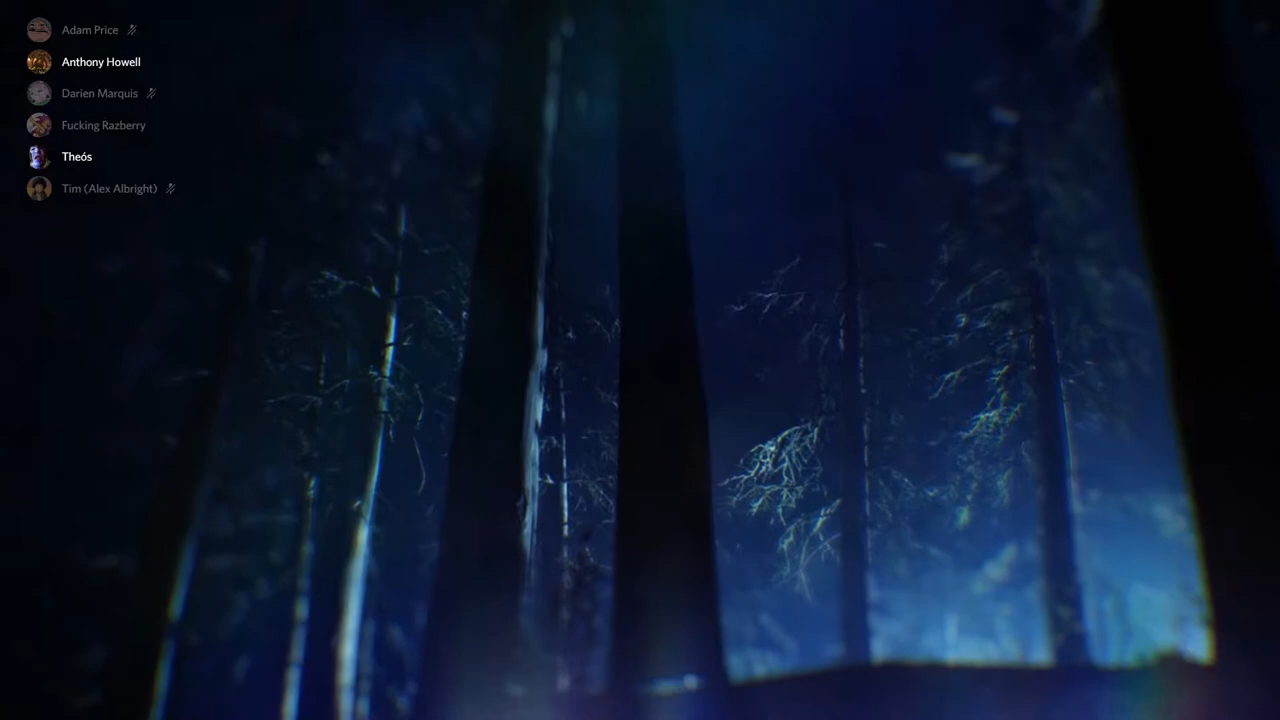 Adam Price
Anthony Howell
Darien Marquis
Fucking Razberry
Theós
Tim (Alex Albright)